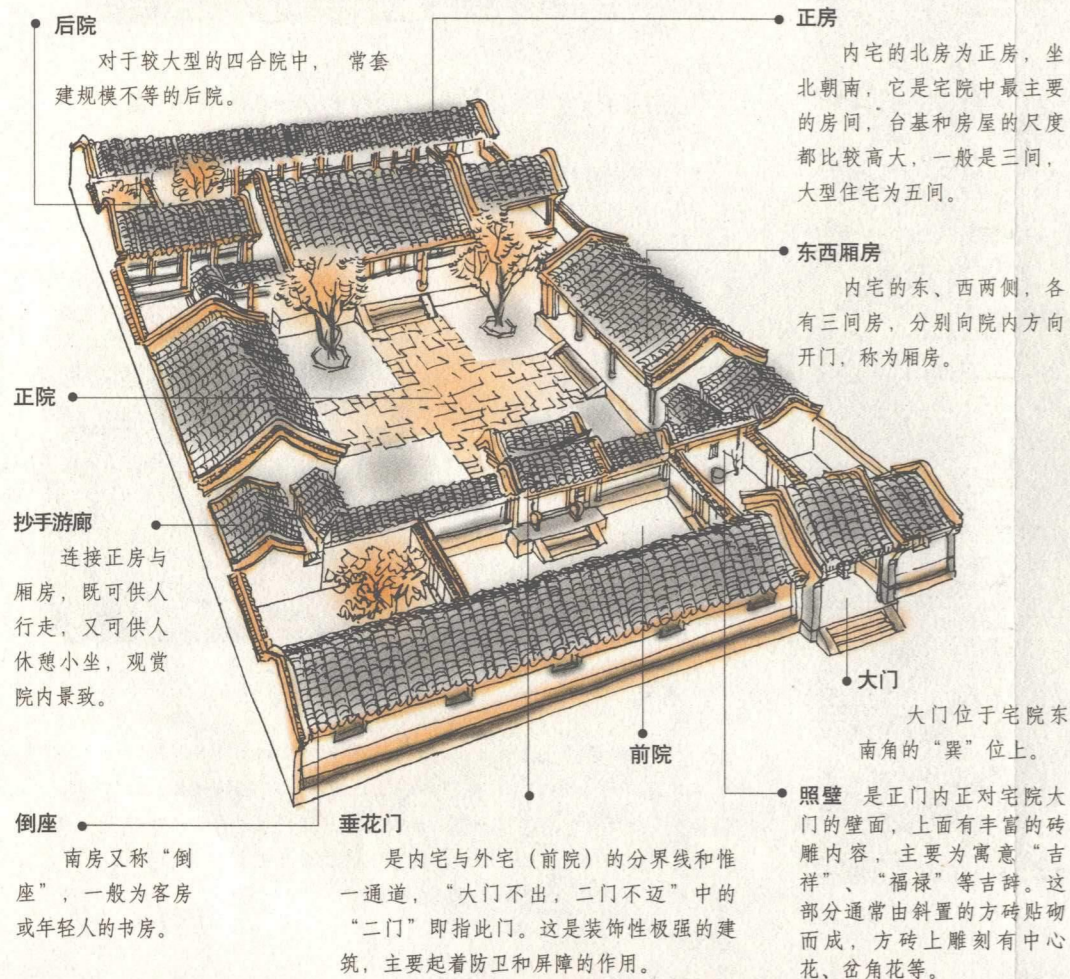 后院
对于较大型的四合院中， 常套
建规模不等的后院。
正房
内宅的北房为正房，坐
北朝南，它是宅院中最主要
的房间，台基和房屋的尺度
都比较高大，一般是三间，
大型住宅为五间。
东西厢房
内宅的东、西两侧，各
有三间房，分别向院内方向
开门，称为厢房。
正院
抄手游廊
连接正房与
厢房，既可供人
行走，又可供人
休憩小坐，观赏
院内景致。
大门
大门位于宅院东
南角的“巽”位上。
前院
倒座
南房又称“倒
座”，一般为客房
或年轻人的书房。
垂花门
是内宅与外宅（前院）的分界线和惟
一通道，“大门不出，二门不迈”中的
“二门”即指此门。这是装饰性极强的建
筑，主要起着防卫和屏障的作用。
照壁 是正门内正对宅院大
门的壁面，上面有丰富的砖
雕内容，主要为寓意“吉
祥”、“福禄”等吉辞。这
部分通常由斜置的方砖贴砌
而成，方砖上雕刻有中心
花、岔角花等。